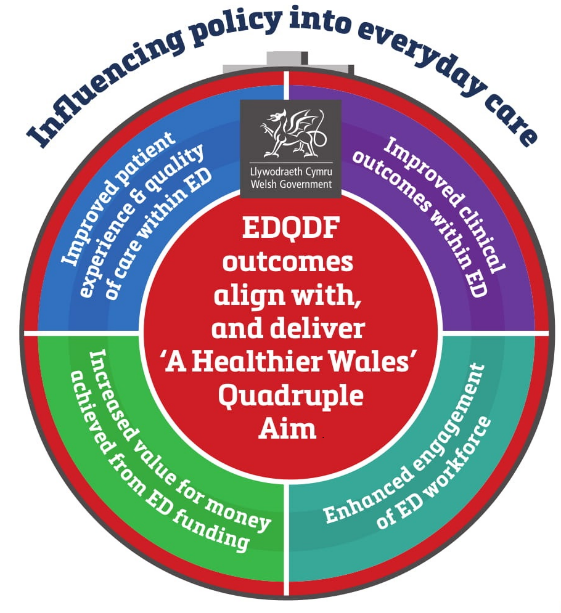 Influencing policy into everyday care
Llywodraeth Cymru
Welsh Government
Improved patient
experience & quality
of care within ED
Improved clinical
outcomes within ED
EDQDF
outcomes
align with,
and deliver
‘A Healthier Wales’
Quadruple
Aim
Increased value for money
achieved from ED funding
Enhanced engagement
of ED workforce